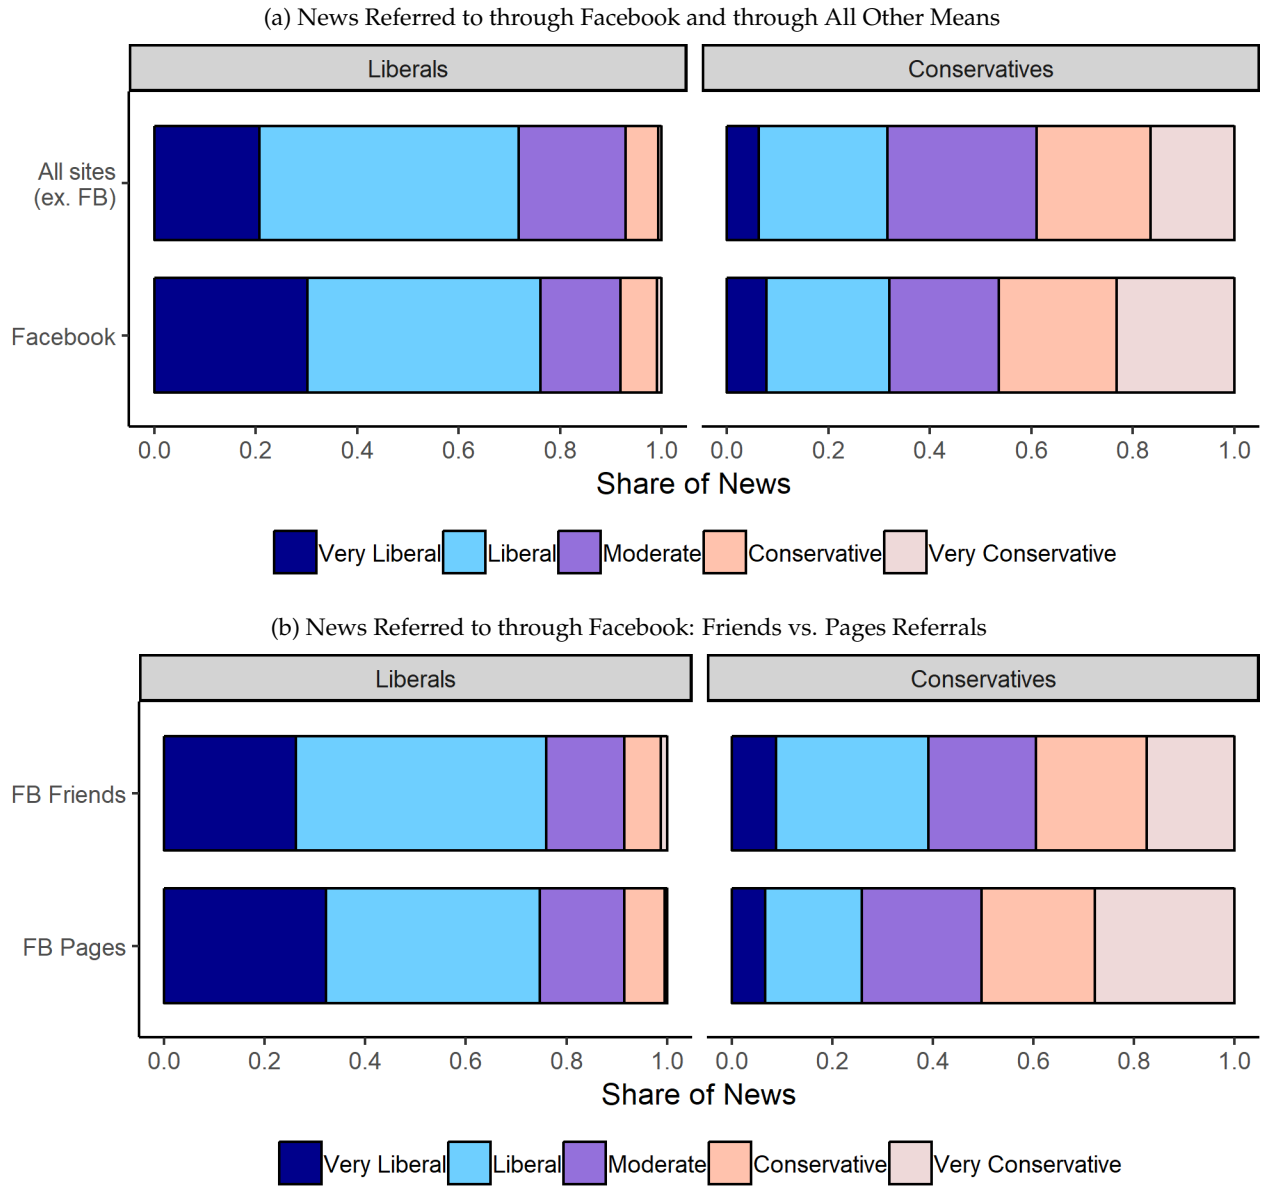 (a) News Referred to through Facebook and through All Other Means
Liberals
Conservatives
All sites
(ex. FB)
Facebook
0.0 0.2 0.4 0.6 0.8 1.0
0.0 0.2 0.4 0.6 0.8 1.0
Share of News
Very Liberal Liberal Moderate Conservative Very Conservative
(b) News Referred to through Facebook: Friends vs. Pages Referrals
Liberals
Conservatives
FB Friends
FB Pages
0.0 0.2 0.4 0.6 0.8 1.0
0.0 0.2 0.4 0.6 0.8 1.0
Share of News
Very Liberal Liberal Moderate Conservative Very Conservative